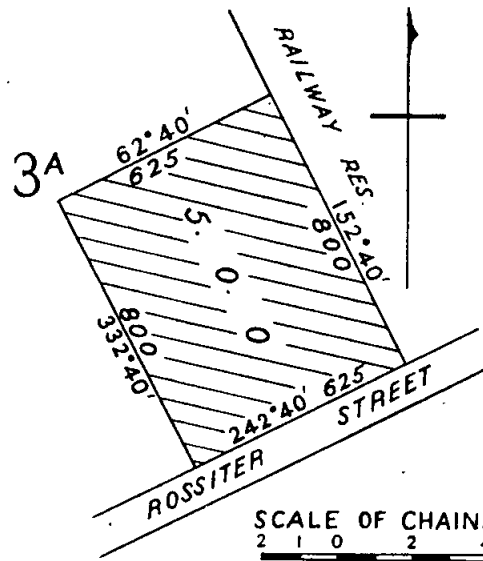 RAILWAY RES.
3A
62°40′
625
5. 0. 0
152°40′
800
800
332°40′
242°40′ 625
ROSSITER STREET
SCALE OF CHAIN
2 1 0 2 4